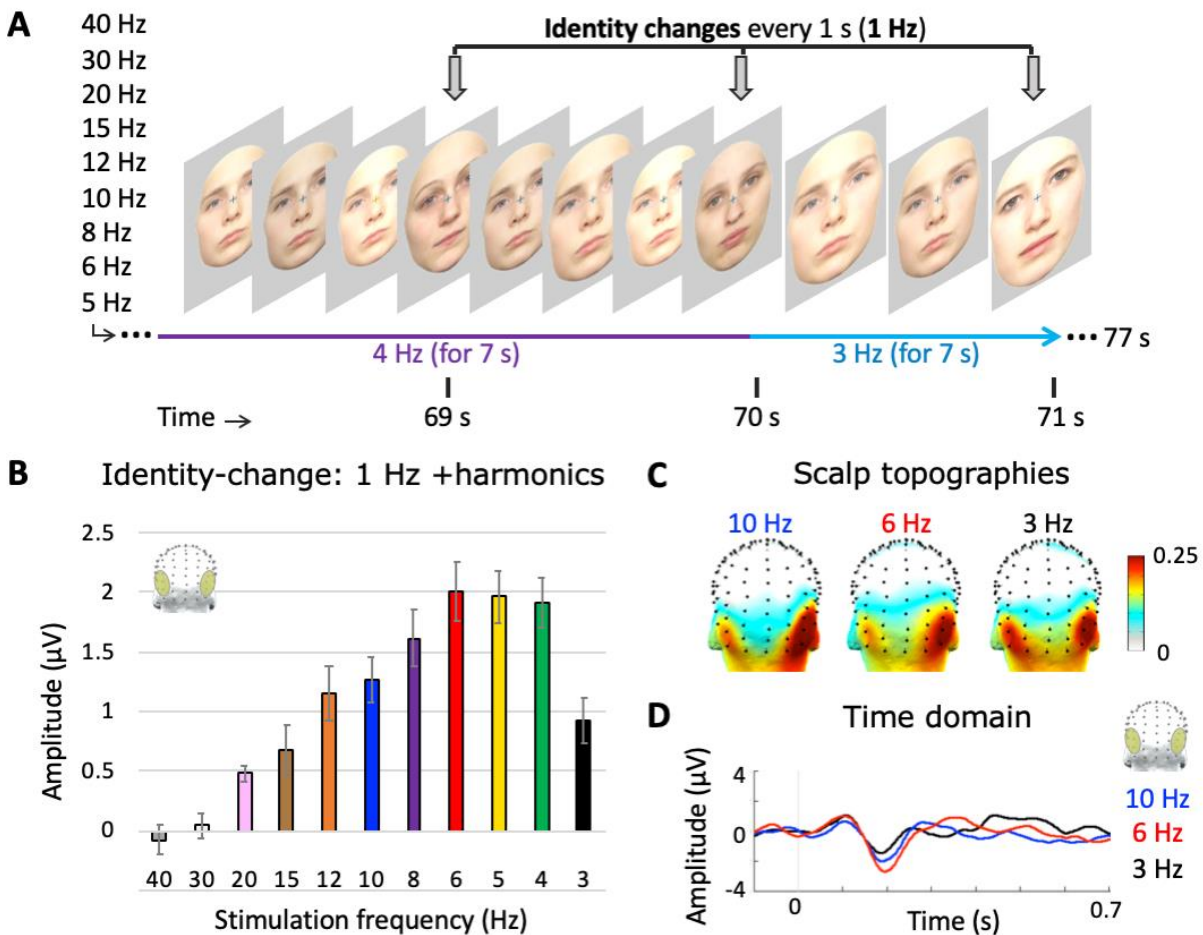 A
40 Hz
30 Hz
20 Hz
15 Hz
12 Hz
10 Hz
8 Hz
6 Hz
5 Hz
Identity changes every 1 s (1 Hz)
4 Hz (for 7 s)
3 Hz (for 7 s)
••• 77 s
Time →
69 s
70 s
71 s
B
Identity-change: 1 Hz +harmonics
Amplitude (µV)
2.5
2
1.5
1
0.5
0
40 30 20 15 12 10 8 6 5 4 3
Stimulation frequency (Hz)
C
Scalp topographies
10 Hz
6 Hz
3 Hz
0.25
0
D
Time domain
Amplitude (µV)
4
0
-4
0
0.7
Time (s)
10 Hz
6 Hz
3 Hz